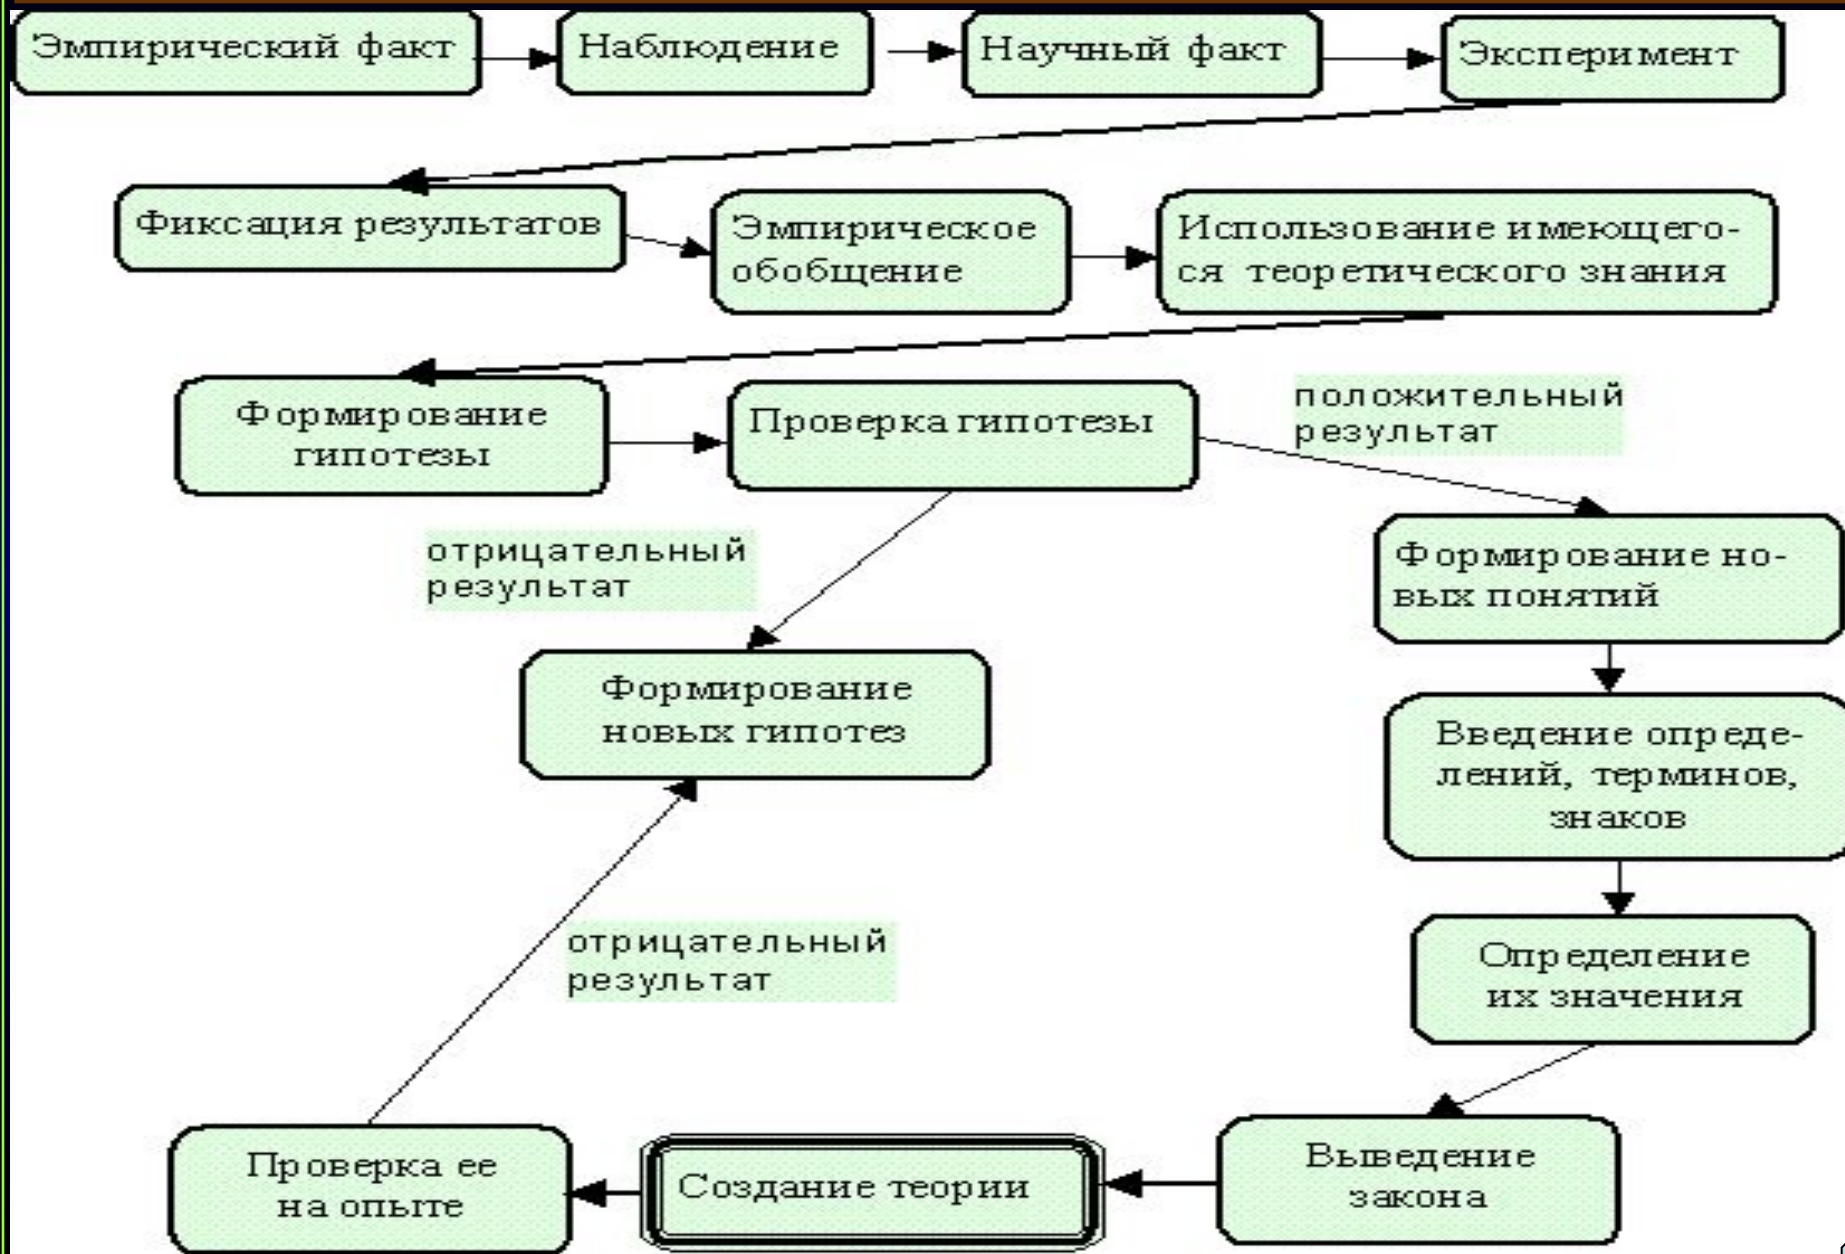 Эмпирический факт
Наблюдение
Научный факт
Эксперимент
Фиксация результатов
Эмпирическое
обобщение
Использование имеющего-
ся теоретического знания
Формирование
гипотезы
Проверка гипотезы
положительный
результат
отрицательный
результат
Формирование но-
вых понятий
Формирование
новых гипотез
Введение опреде-
лений, терминов,
знаков
отрицательный
результат
Определение
их значения
Выведение
закона
Создание теории
Проверка ее
на опыте